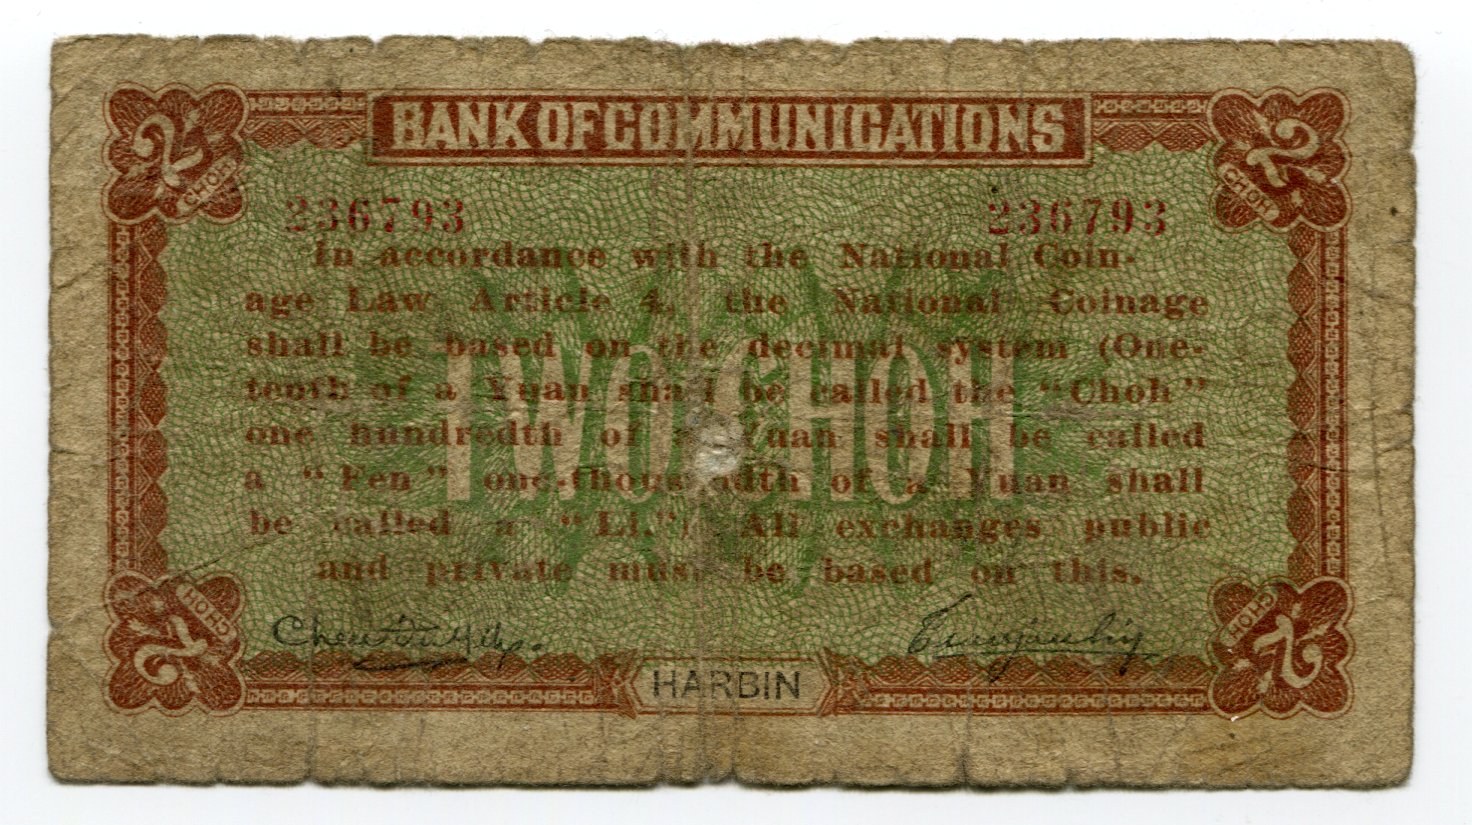 BANK OF COMMUNICATIONS
2 CHOH
2 CHOH
236793 236793
In accordance with the National Coin-
age Law Article 4, the National Coinage
shall be based on the decimal system (One-
tenth of a Yuan shall be called the "Choh"
one hundredth of a Yuan shall be called
a "Fen" one-thousandth of a Yuan shall
be called a "Li.") All exchanges public
and private must be based on this.
TWO CHOH
2 CHOH
2 CHOH
HARBIN